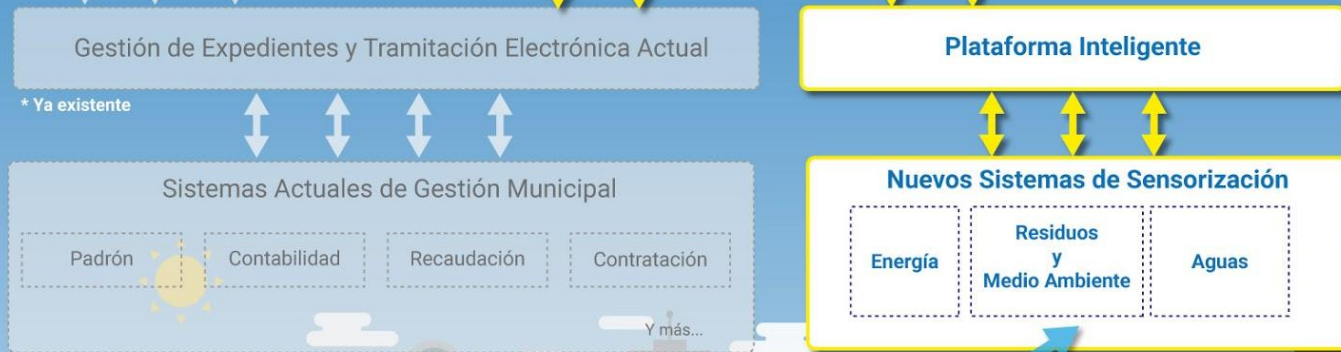 Gestión de Expedientes y Tramitación Electrónica Actual
* Ya existente
Sistemas Actuales de Gestión Municipal
Padrón
Contabilidad
Recaudación
Contratación
Y más...
Plataforma Inteligente
Nuevos Sistemas de Sensorización
Energía
Residuos
y
Medio Ambiente
Aguas